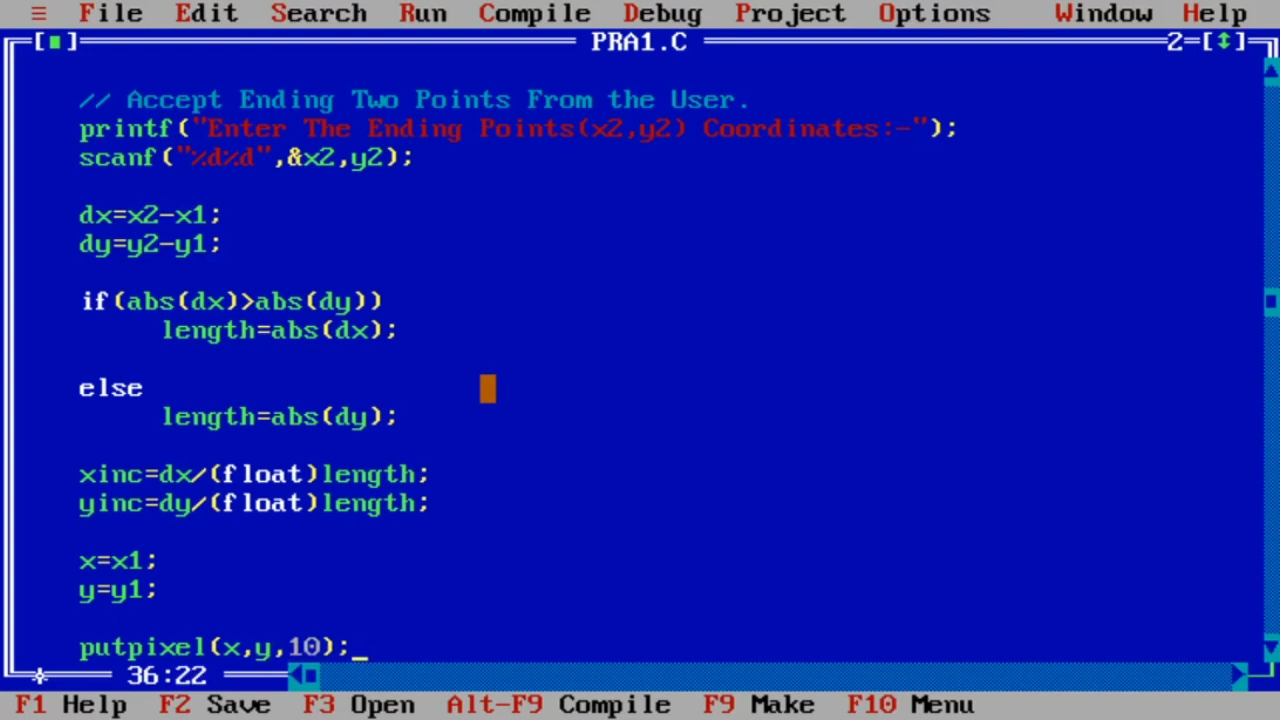 ≡ File Edit Search Run Compile Debug Project Options Window Help
[■] PRA1.C 2=[↕]
// Accept Ending Two Points From the User.
printf("Enter The Ending Points(x2,y2) Coordinates:-");
scanf("%d%d",&x2,y2);
dx=x2-x1;
dy=y2-y1;
if(abs(dx)>abs(dy))
length=abs(dx);
else
length=abs(dy);
xinc=dx/(float)length;
yinc=dy/(float)length;
x=x1;
y=y1;
putpixel(x,y,10);_
36:22
F1 Help F2 Save F3 Open Alt-F9 Compile F9 Make F10 Menu